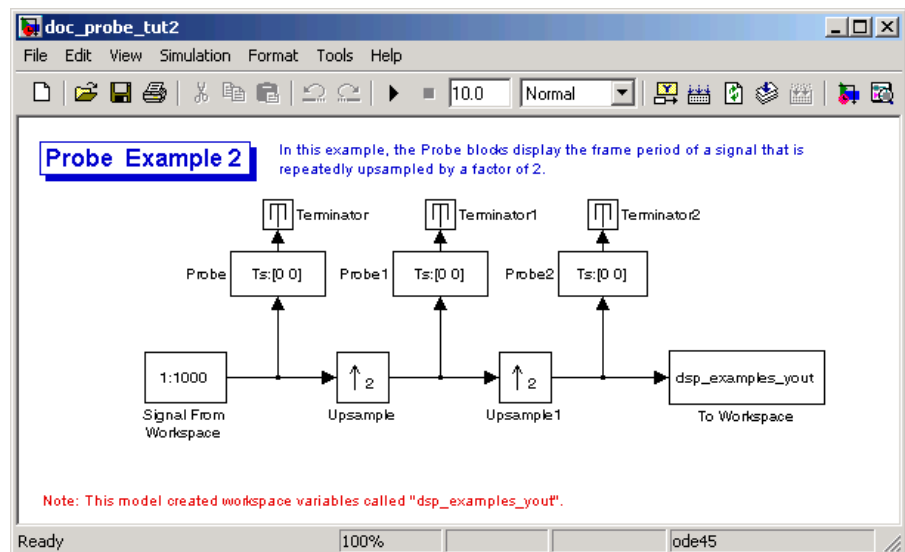 doc_probe_tut2
File Edit View Simulation Format Tools Help
10.0 Normal
Probe Example 2
In this example, the Probe blocks display the frame period of a signal that is
repeatedly upsampled by a factor of 2.
Terminator Terminator1 Terminator2
Probe Ts:[0 0] Probe1 Ts:[0 0] Probe2 Ts:[0 0]
1:1000 ↑2 ↑2 dsp_examples_yout
Signal From Upsample Upsample1 To Workspace
Workspace
Note: This model created workspace variables called "dsp_examples_yout".
Ready 100% ode45